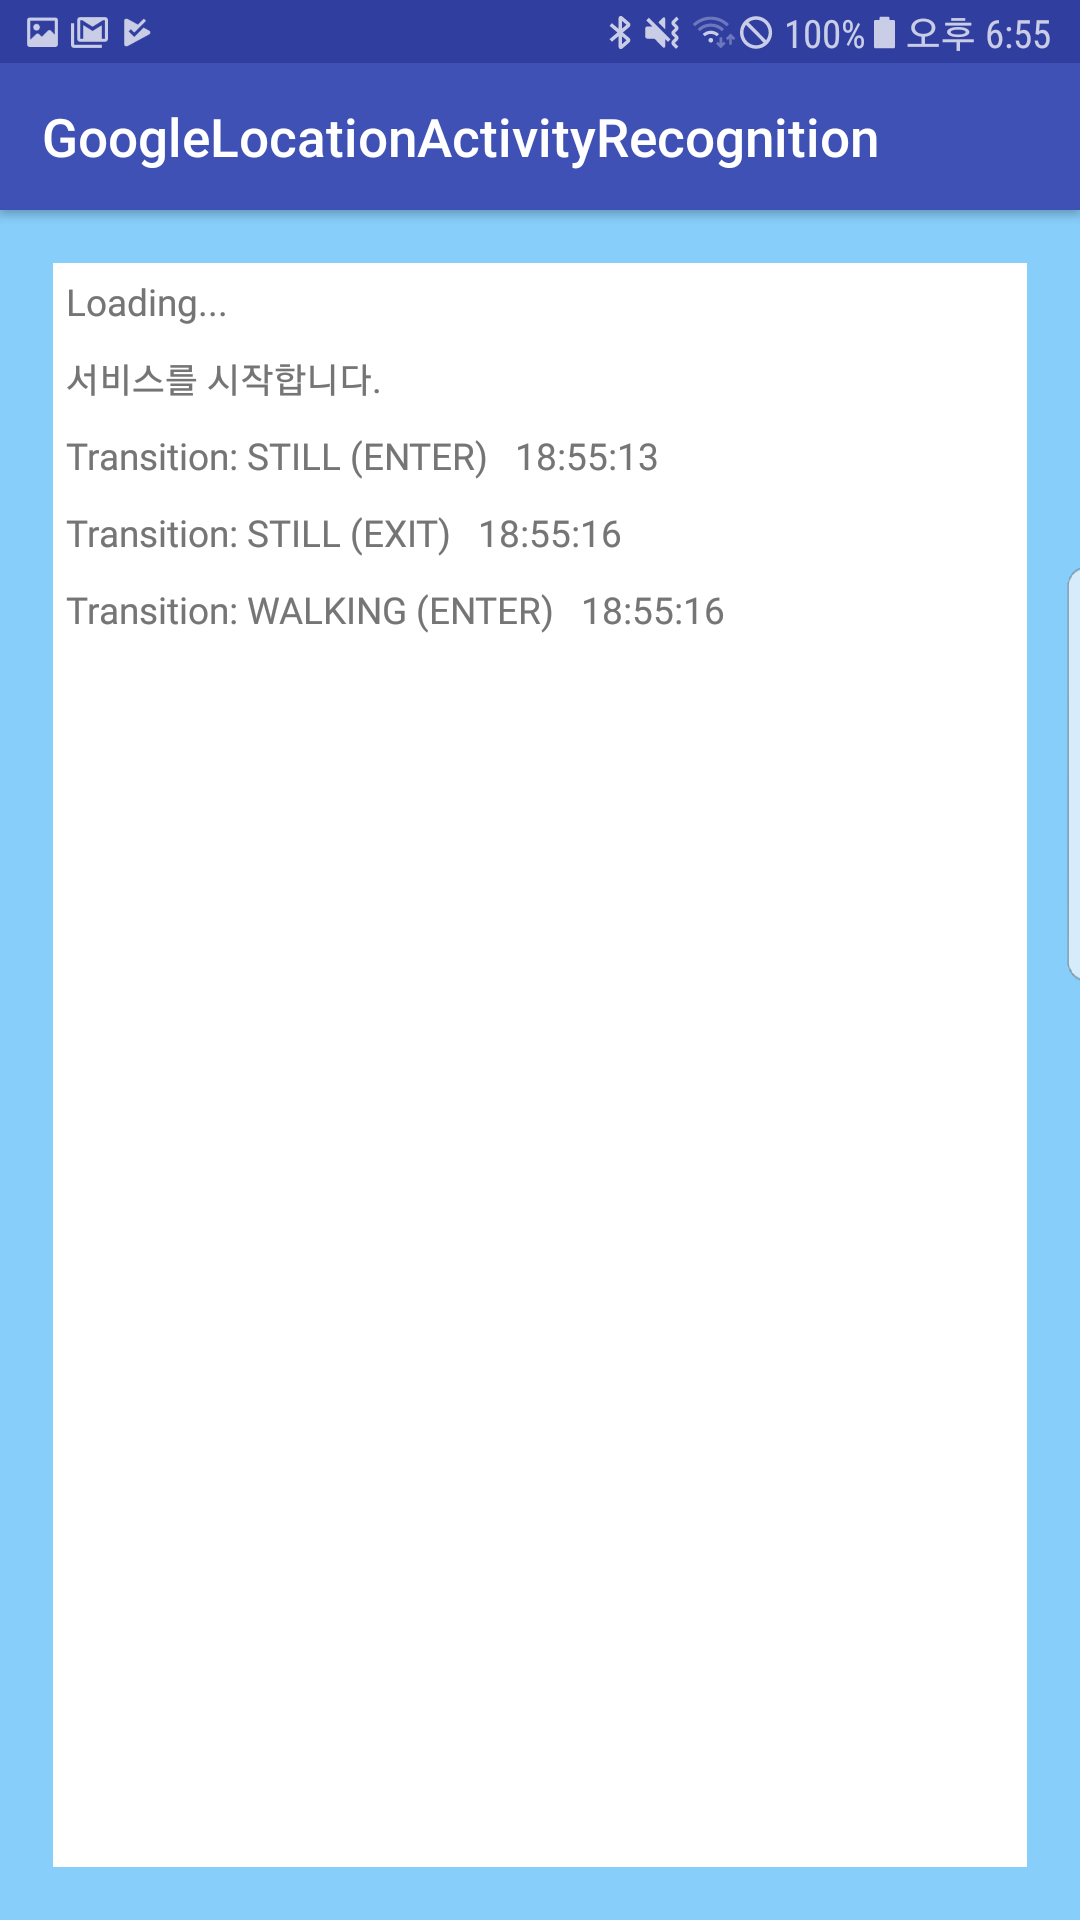 100% 오후 6:55
GoogleLocationActivityRecognition
Loading...
서비스를 시작합니다.
Transition: STILL (ENTER)   18:55:13
Transition: STILL (EXIT)   18:55:16
Transition: WALKING (ENTER)   18:55:16